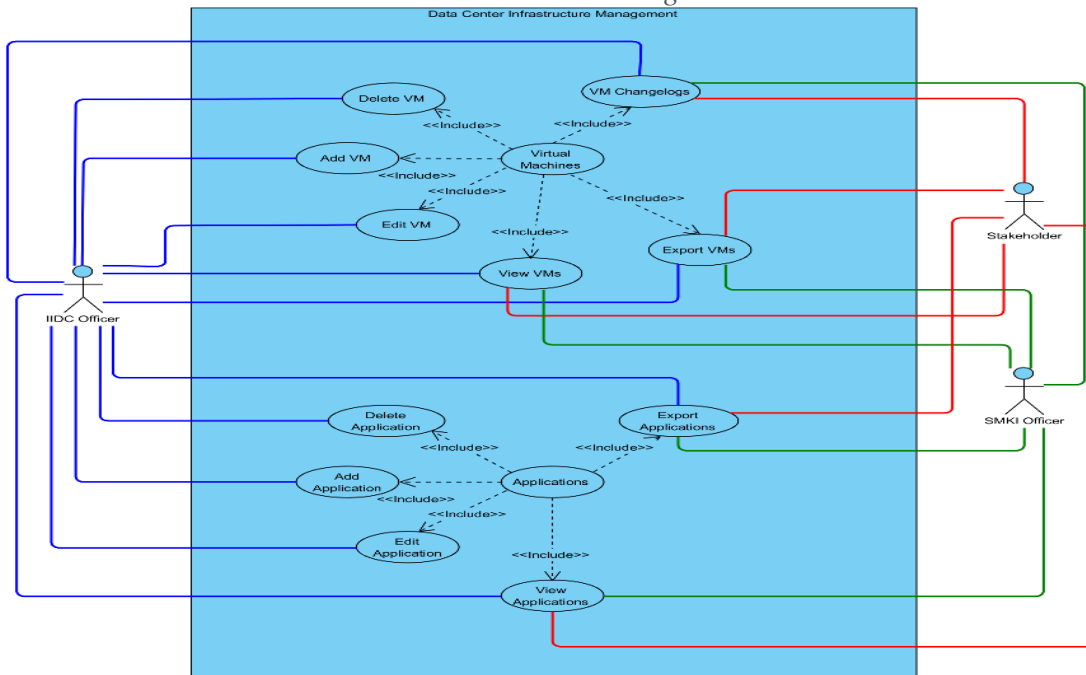 Data Center Infrastructure Management
VM Changelogs
Delete VM
<<Include>>
<<Include>>
Virtual
Machines
Add VM
<<Include>>
<<Include>>
Stakeholder
Edit VM
<<Include>>
Export VMs
View VMs
IIDC Officer
Delete
Application
Export
Applications
SMKI Officer
<<Include>>
<<Include>>
Add
Application
Applications
<<Include>>
<<Include>>
Edit
Application
<<Include>>
View
Applications